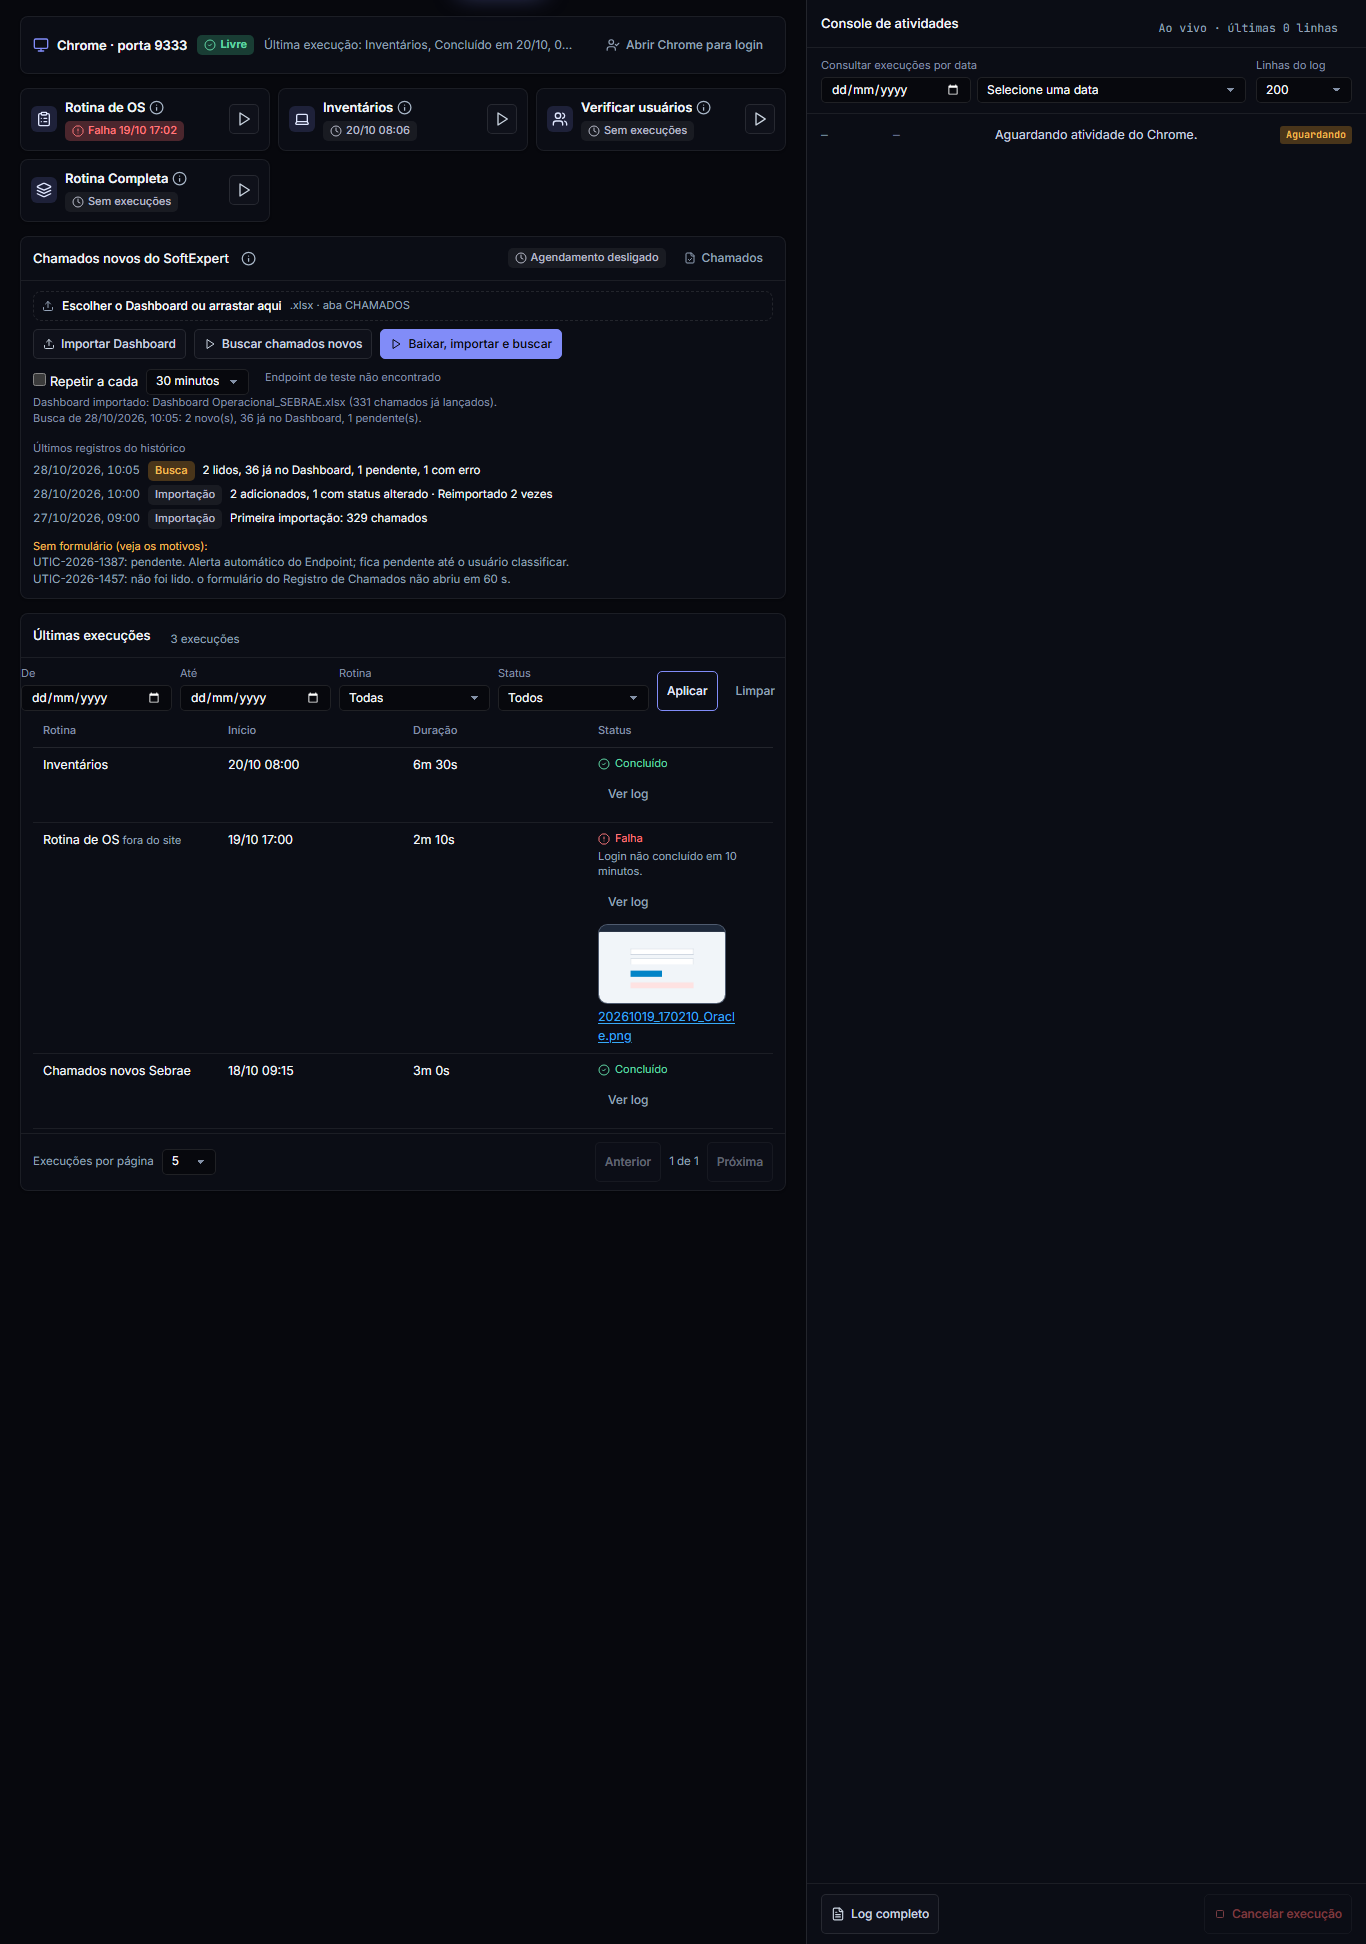 Chrome · porta 9333
Livre
Última execução: Inventários, Concluído em 20/10, 0...
Abrir Chrome para login
Rotina de OS
Falha 19/10 17:02
Inventários
20/10 08:06
Verificar usuários
Sem execuções
Rotina Completa
Sem execuções
Chamados novos do SoftExpert
Agendamento desligado
Chamados
Escolher o Dashboard ou arrastar aqui .xlsx · aba CHAMADOS
Importar Dashboard
Buscar chamados novos
Baixar, importar e buscar
Repetir a cada
30 minutos
Endpoint de teste não encontrado
Dashboard importado: Dashboard Operacional_SEBRAE.xlsx (331 chamados já lançados).
Busca de 28/10/2026, 10:05: 2 novo(s), 36 já no Dashboard, 1 pendente(s).
Últimos registros do histórico
28/10/2026, 10:05 Busca 2 lidos, 36 já no Dashboard, 1 pendente, 1 com erro
28/10/2026, 10:00 Importação 2 adicionados, 1 com status alterado · Reimportado 2 vezes
27/10/2026, 09:00 Importação Primeira importação: 329 chamados
Sem formulário (veja os motivos):
UTIC-2026-1387: pendente. Alerta automático do Endpoint; fica pendente até o usuário classificar.
UTIC-2026-1457: não foi lido. o formulário do Registro de Chamados não abriu em 60 s.
Últimas execuções
3 execuções
De
Até
Rotina
Status
dd/mm/yyyy
dd/mm/yyyy
Todas
Todos
Aplicar
Limpar
Rotina
Início
Duração
Status
Inventários
20/10 08:00
6m 30s
Concluído
Ver log
Rotina de OS fora do site
19/10 17:00
2m 10s
Falha
Login não concluído em 10
minutos.
Ver log
20261019_170210_Oracl
e.png
Chamados novos Sebrae
18/10 09:15
3m 0s
Concluído
Ver log
Execuções por página
5
Anterior
1 de 1
Próxima
Console de atividades
Ao vivo · últimas 0 linhas
Consultar execuções por data
Linhas do log
dd/mm/yyyy
Selecione uma data
200
– – Aguardando atividade do Chrome.
Aguardando
Log completo
Cancelar execução